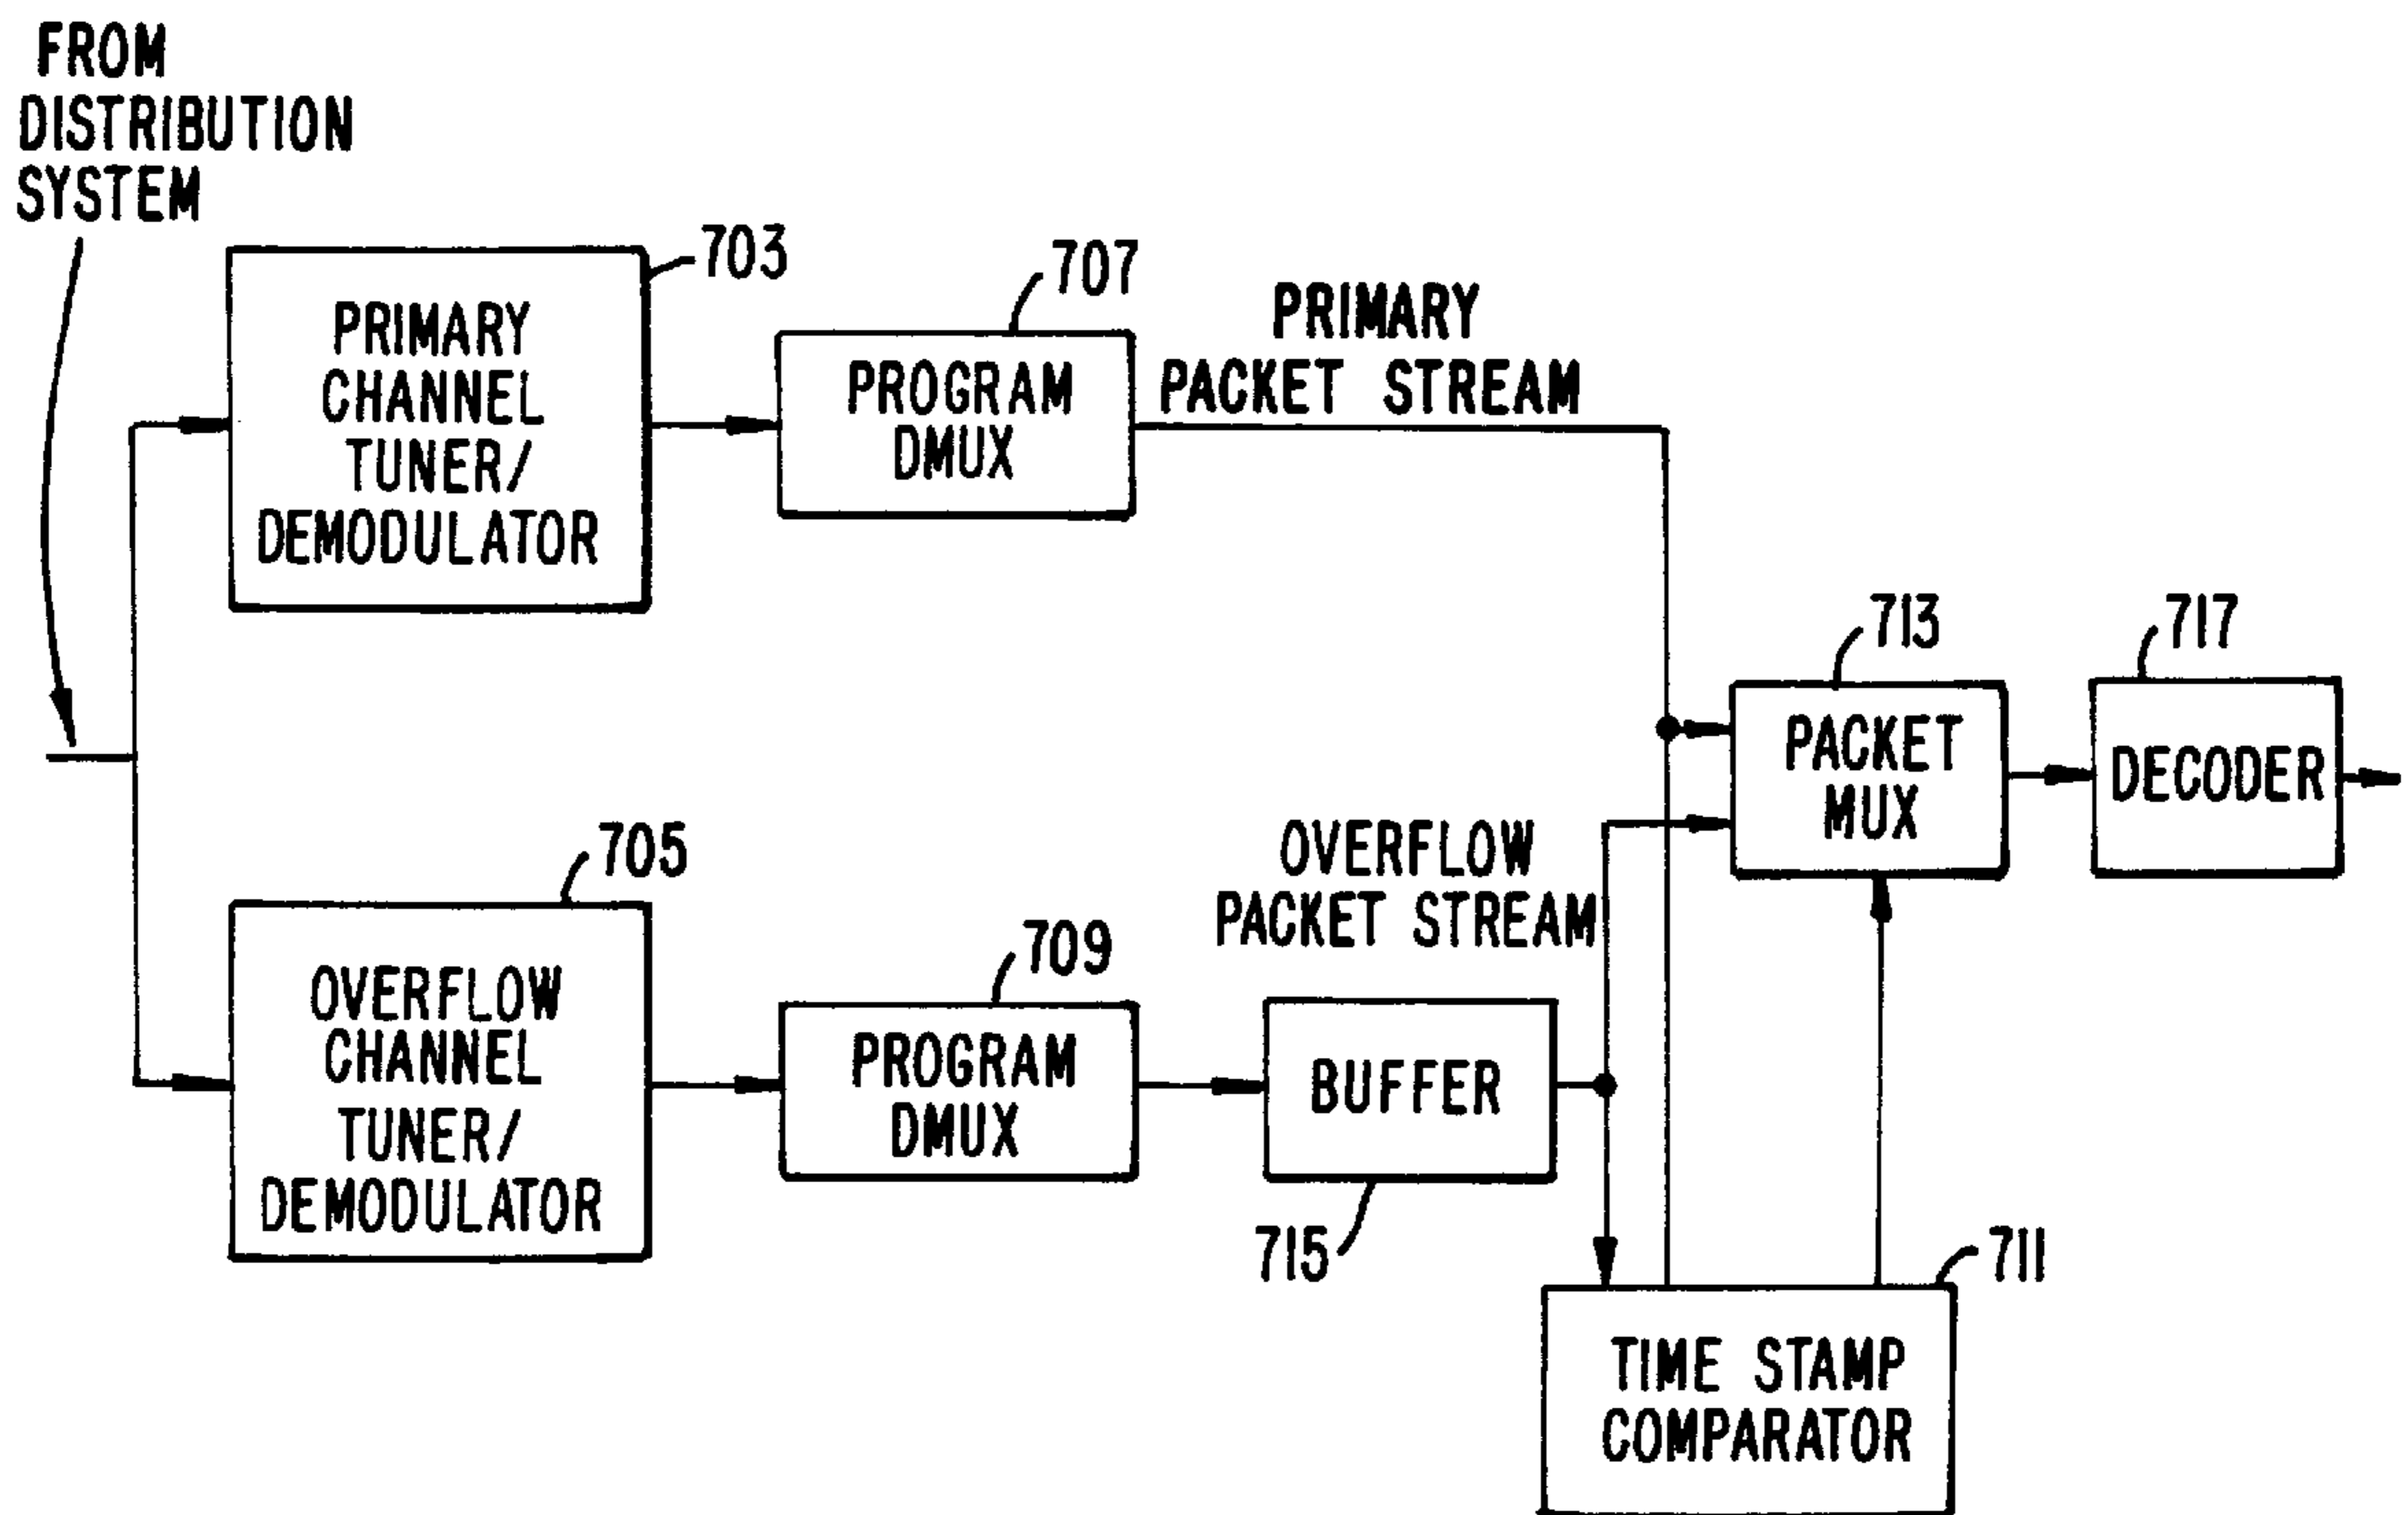 FROM
DISTRIBUTION
SYSTEM
703
PRIMARY
CHANNEL
TUNER/
DEMODULATOR
707
PROGRAM
DMUX
PRIMARY
PACKET STREAM
713
PACKET
MUX
717
DECODER
705
OVERFLOW
CHANNEL
TUNER/
DEMODULATOR
709
PROGRAM
DMUX
OVERFLOW
PACKET STREAM
BUFFER
715
711
TIME STAMP
COMPARATOR